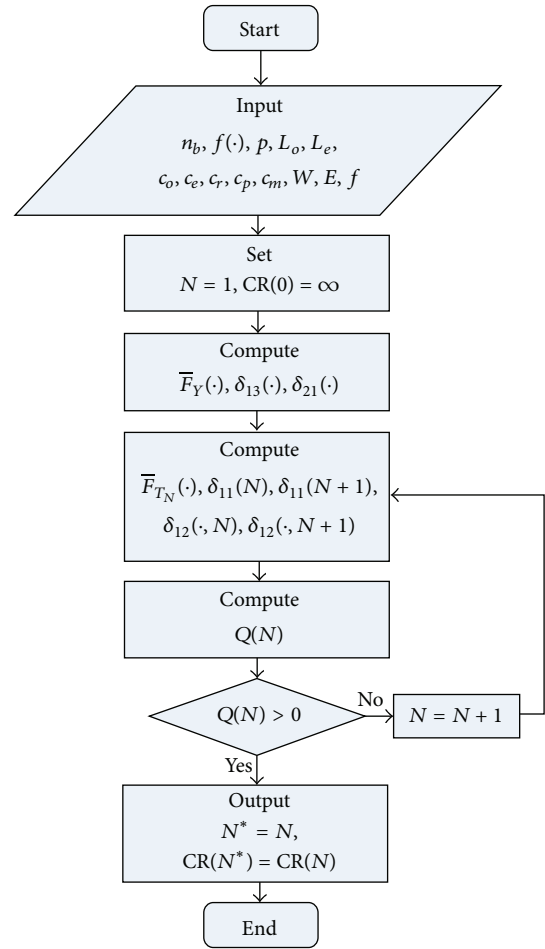 Start
Input
n_b, f(·), p, L_o, L_e,
c_o, c_e, c_r, c_p, c_m, W, E, f
Set
N = 1, CR(0) = ∞
Compute
F̅_Y(·), δ_13(·), δ_21(·)
Compute
F̅_{T_N}(·), δ_11(N), δ_11(N + 1),
δ_12(·, N), δ_12(·, N + 1)
Compute
Q(N)
Q(N) > 0
No
N = N + 1
Yes
Output
N* = N,
CR(N*) = CR(N)
End